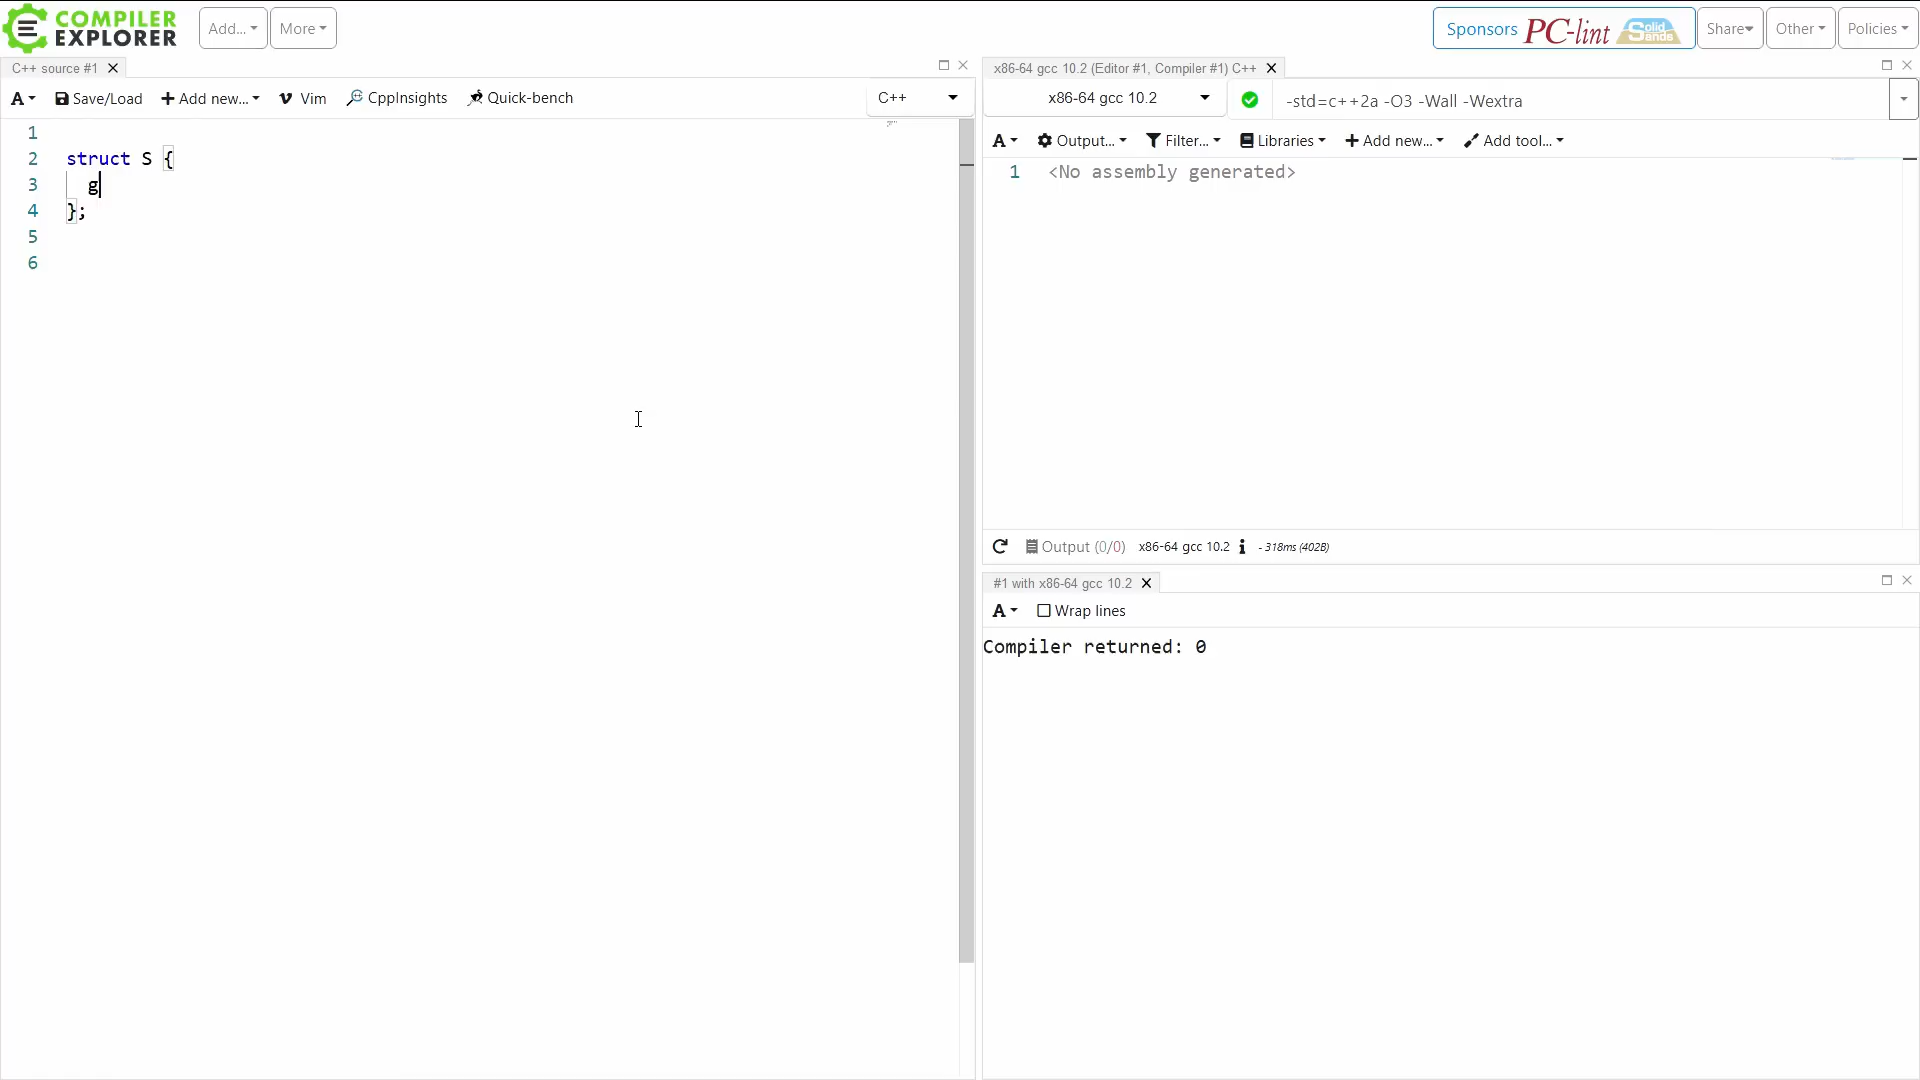 COMPILER EXPLORER
Add...
More
Sponsors PC-lint Solid Sands
Share
Other
Policies
C++ source #1
A
Save/Load
Add new...
Vim
CppInsights
Quick-bench
C++
1
2 struct S {
3 g
4 };
5
6
x86-64 gcc 10.2 (Editor #1, Compiler #1) C++
x86-64 gcc 10.2
-std=c++2a -O3 -Wall -Wextra
A
Output...
Filter...
Libraries
Add new...
Add tool...
1 <No assembly generated>
Output (0/0) x86-64 gcc 10.2 i - 318ms (402B)
#1 with x86-64 gcc 10.2
A
Wrap lines
Compiler returned: 0